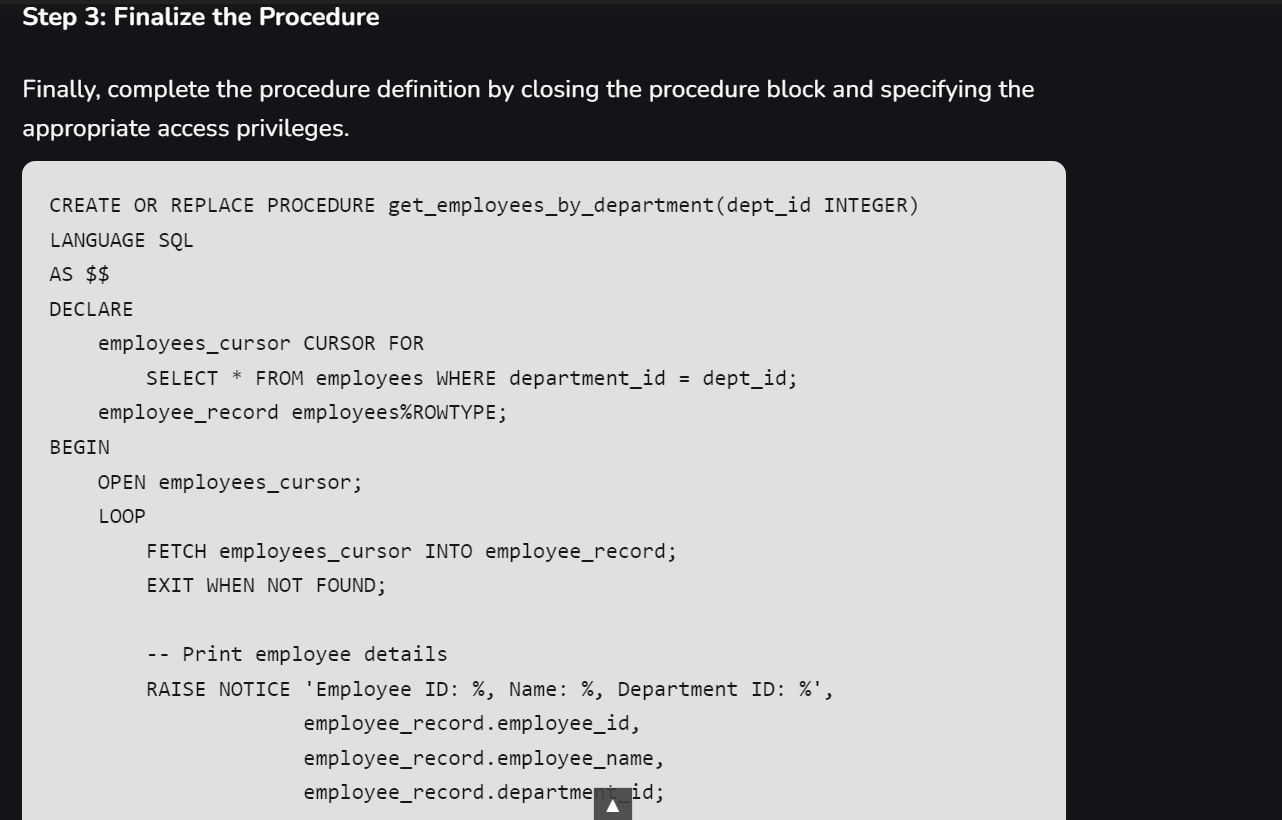 Step 3: Finalize the Procedure
Finally, complete the procedure definition by closing the procedure block and specifying the
appropriate access privileges.
CREATE OR REPLACE PROCEDURE get_employees_by_department(dept_id INTEGER)
LANGUAGE SQL
AS $$
DECLARE
    employees_cursor CURSOR FOR
        SELECT * FROM employees WHERE department_id = dept_id;
    employee_record employees%ROWTYPE;
BEGIN
    OPEN employees_cursor;
    LOOP
        FETCH employees_cursor INTO employee_record;
        EXIT WHEN NOT FOUND;
        -- Print employee details
        RAISE NOTICE 'Employee ID: %, Name: %, Department ID: %',
                     employee_record.employee_id,
                     employee_record.employee_name,
                     employee_record.department_id;